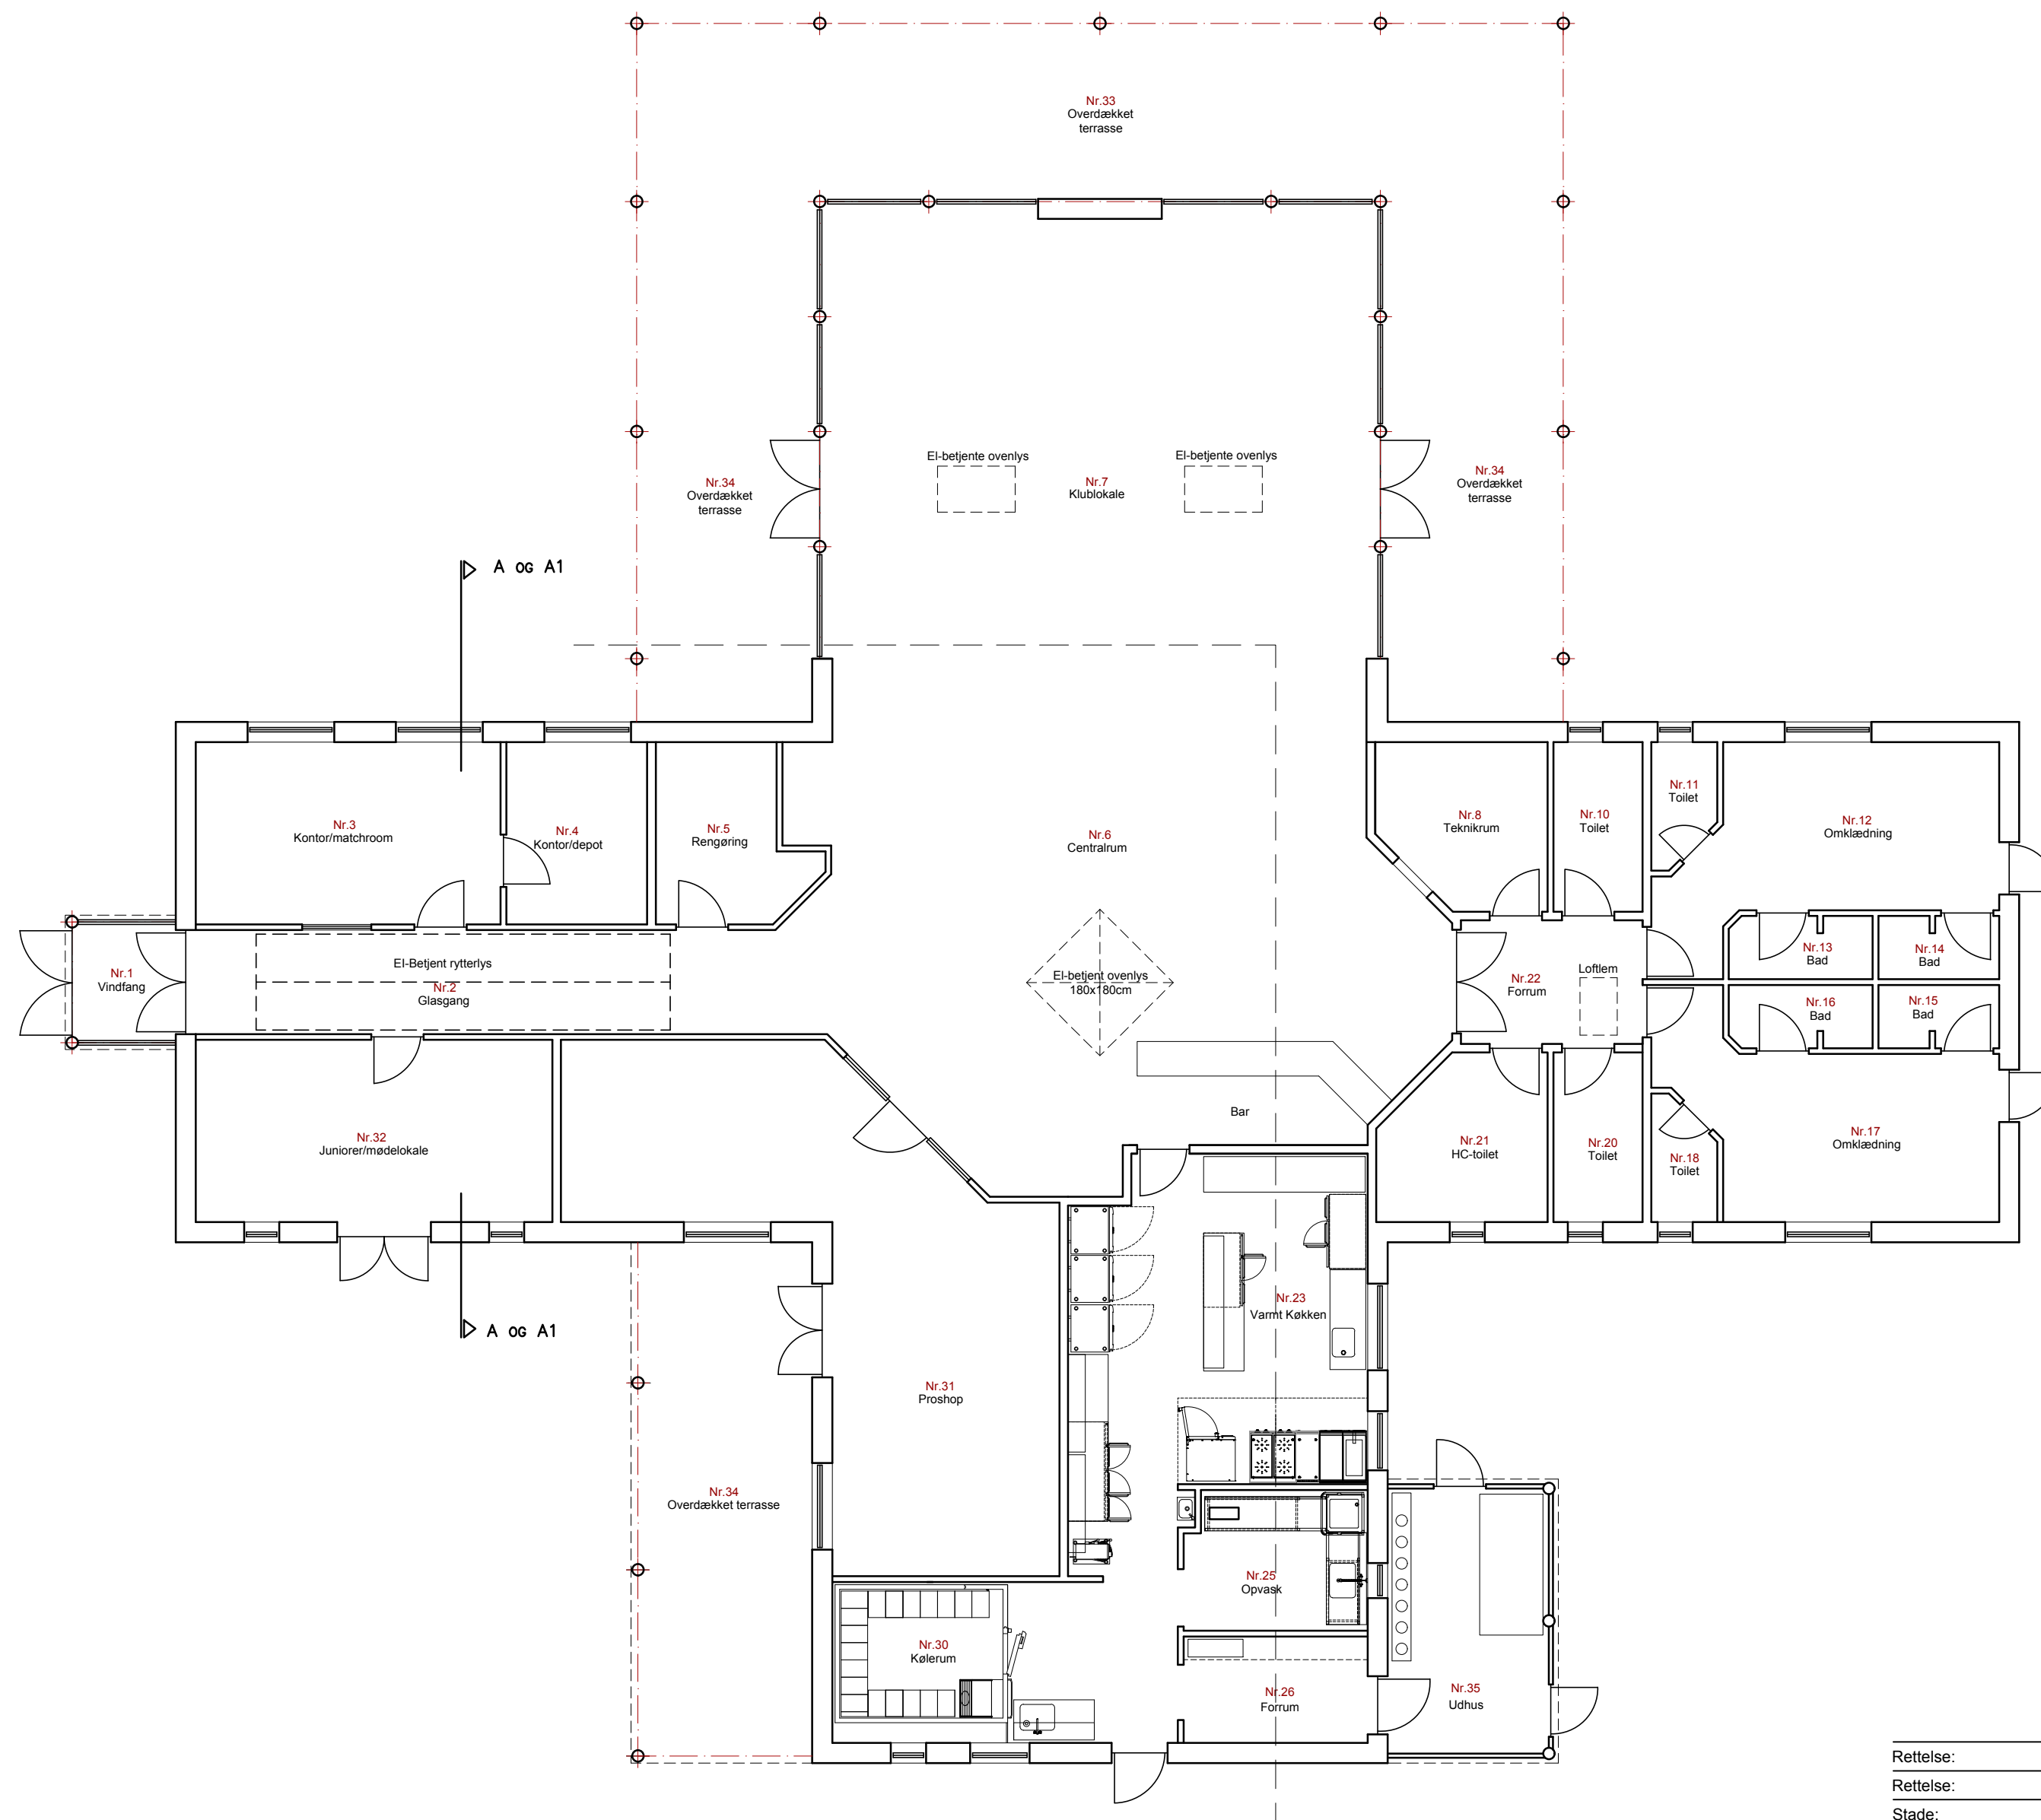 Nr.33
Overdækket
terrasse
El-betjente ovenlys
El-betjente ovenlys
Nr.34
Overdækket
terrasse
Nr.7
Klublokale
Nr.34
Overdækket
terrasse
A OG A1
Nr.3
Kontor/matchroom
Nr.4
Kontor/depot
Nr.5
Rengøring
Nr.6
Centralrum
Nr.8
Teknikrum
Nr.10
Toilet
Nr.11
Toilet
Nr.12
Omklædning
Nr.13
Bad
Nr.14
Bad
Nr.1
Vindfang
El-Betjent rytterlys
Nr.2
Glasgang
El-betjent ovenlys
180x180cm
Nr.22
Forrum
Loftlem
Nr.16
Bad
Nr.15
Bad
Bar
Nr.32
Juniorer/mødelokale
Nr.21
HC-toilet
Nr.20
Toilet
Nr.18
Toilet
Nr.17
Omklædning
A OG A1
Nr.23
Varmt Køkken
Nr.31
Proshop
Nr.34
Overdækket terrasse
Nr.25
Opvask
Nr.30
Kølerum
Nr.26
Forrum
Nr.35
Udhus
Rettelse:
Rettelse:
Stade: